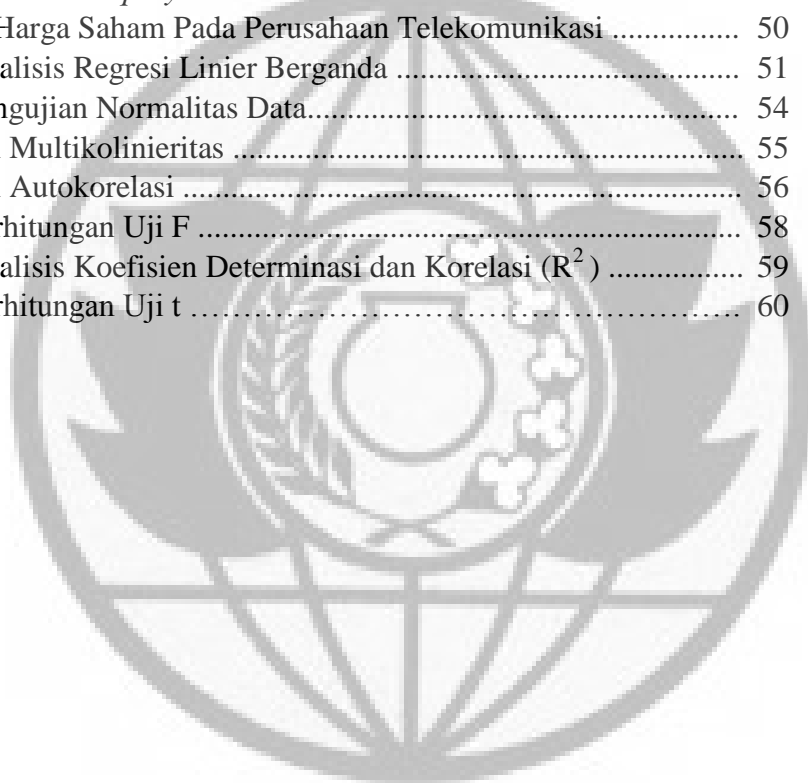 Harga Saham Pada Perusahaan Telekomunikasi ............... 50
alisis Regresi Linier Berganda ........................................ 51
ngujian Normalitas Data.................................................. 54
Multikolinieritas ............................................................ 55
Autokorelasi .................................................................. 56
rhitungan Uji F ................................................................ 58
alisis Koefisien Determinasi dan Korelasi (R²) ................ 59
rhitungan Uji t ................................................................ 60